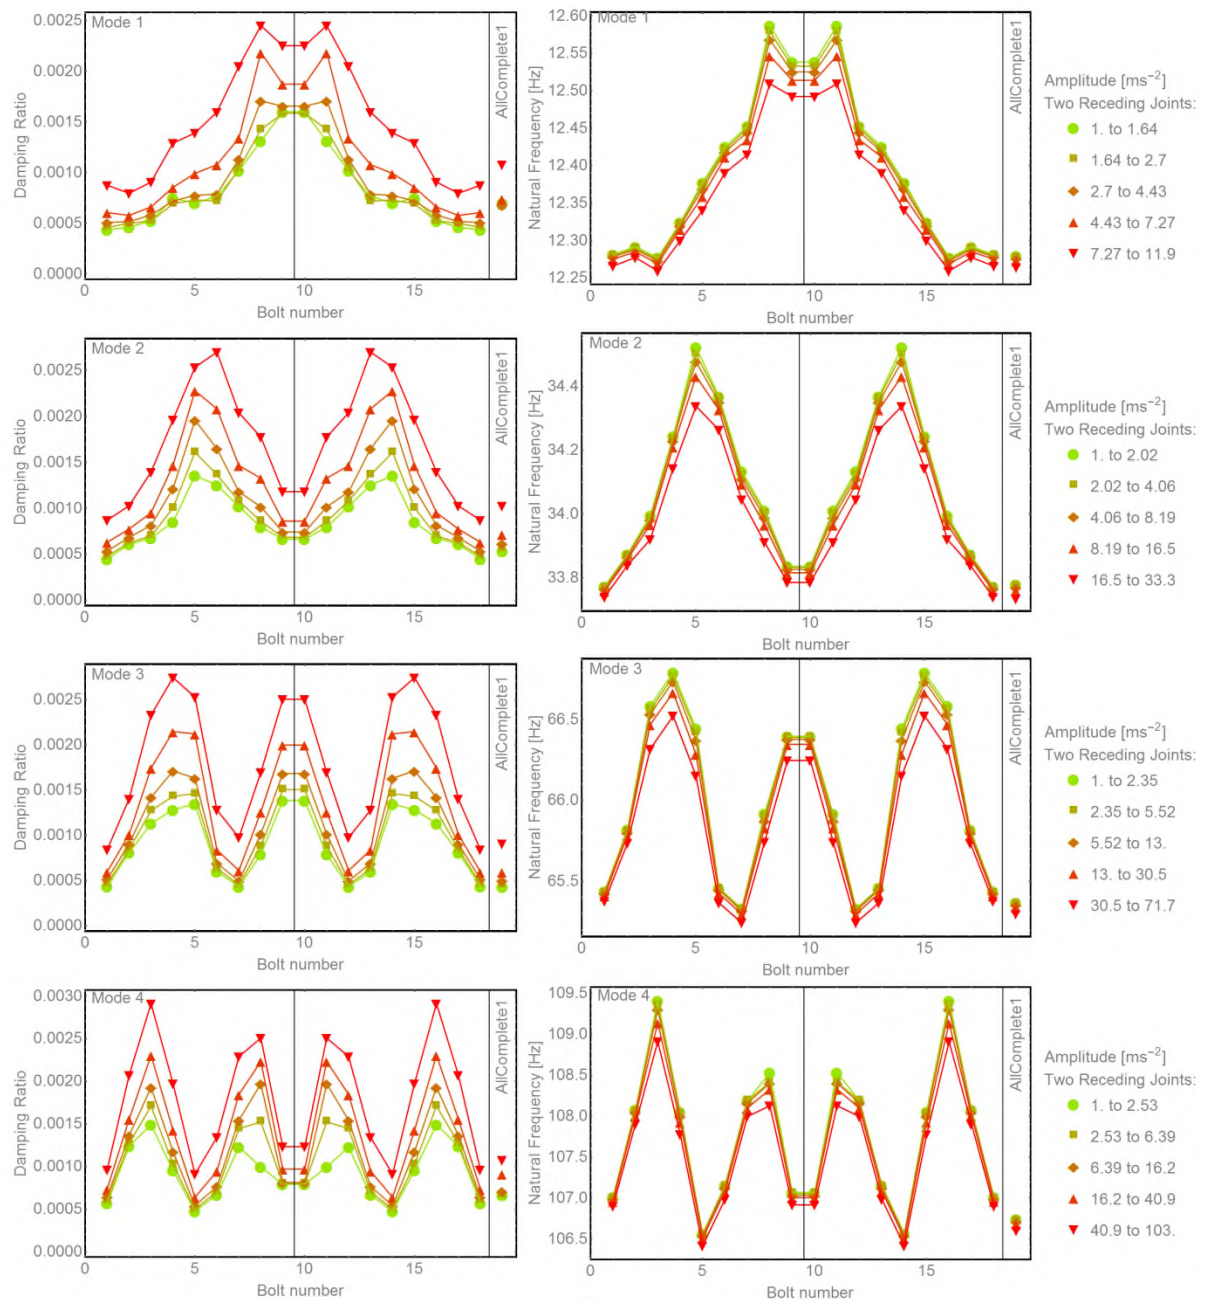 Mode 1
0.0025
0.0020
0.0015
0.0010
0.0005
0.0000
Damping Ratio
AllComplete1
0 5 10 15
Bolt number
Mode 1
12.60
12.55
12.50
12.45
12.40
12.35
12.30
12.25
Natural Frequency [Hz]
AllComplete1
0 5 10 15
Bolt number
Amplitude [ms⁻²]
Two Receding Joints:
1. to 1.64
1.64 to 2.7
2.7 to 4.43
4.43 to 7.27
7.27 to 11.9
Mode 2
0.0025
0.0020
0.0015
0.0010
0.0005
0.0000
Damping Ratio
AllComplete1
0 5 10 15
Bolt number
Mode 2
34.4
34.2
34.0
33.8
Natural Frequency [Hz]
AllComplete1
0 5 10 15
Bolt number
Amplitude [ms⁻²]
Two Receding Joints:
1. to 2.02
2.02 to 4.06
4.06 to 8.19
8.19 to 16.5
16.5 to 33.3
Mode 3
0.0025
0.0020
0.0015
0.0010
0.0005
0.0000
Damping Ratio
AllComplete1
0 5 10 15
Bolt number
Mode 3
66.5
66.0
65.5
Natural Frequency [Hz]
AllComplete1
0 5 10 15
Bolt number
Amplitude [ms⁻²]
Two Receding Joints:
1. to 2.35
2.35 to 5.52
5.52 to 13.
13. to 30.5
30.5 to 71.7
Mode 4
0.0030
0.0025
0.0020
0.0015
0.0010
0.0005
0.0000
Damping Ratio
AllComplete1
0 5 10 15
Bolt number
Mode 4
109.5
109.0
108.5
108.0
107.5
107.0
106.5
Natural Frequency [Hz]
AllComplete1
0 5 10 15
Bolt number
Amplitude [ms⁻²]
Two Receding Joints:
1. to 2.53
2.53 to 6.39
6.39 to 16.2
16.2 to 40.9
40.9 to 103.